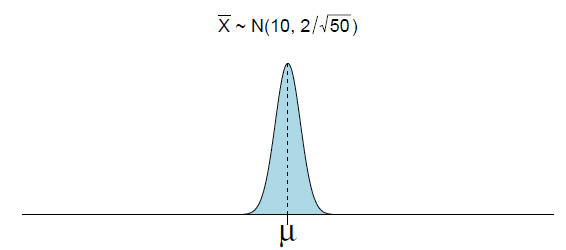 X̅ ~ N(10, 2/√50)
μ